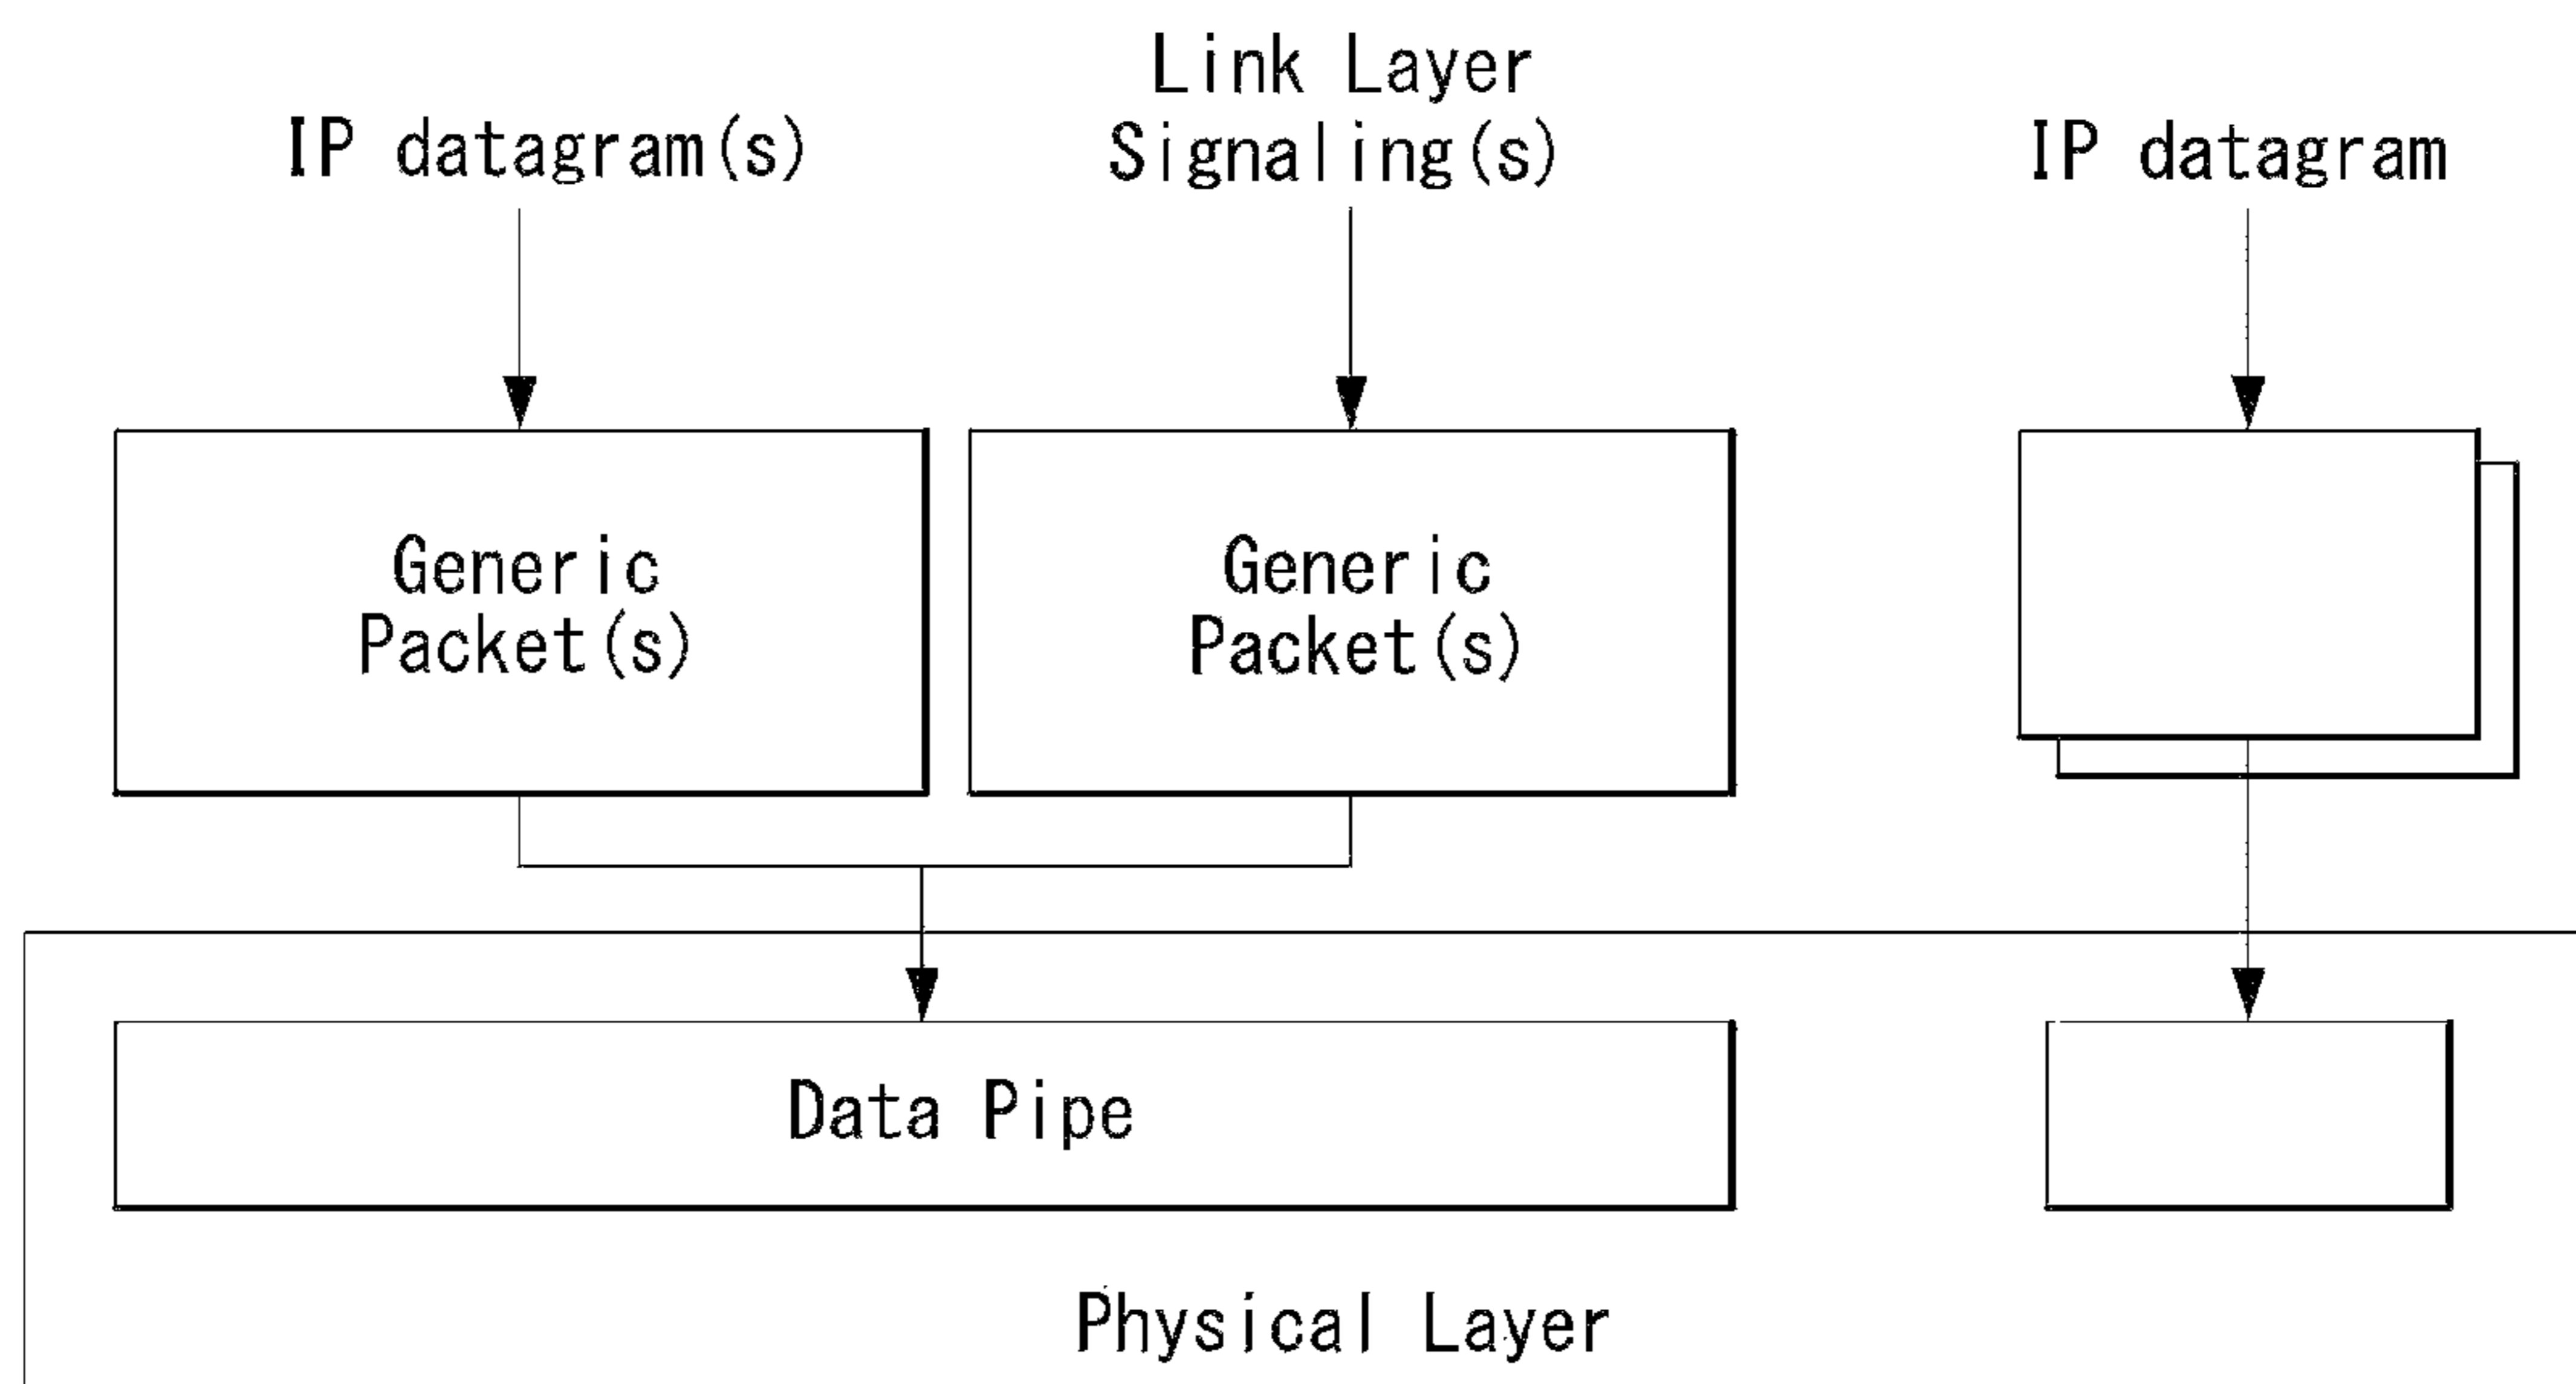 Link Layer
IP datagram(s)
Signaling(s)
IP datagram
Generic
Packet(s)
Generic
Packet(s)
Data Pipe
Physical Layer